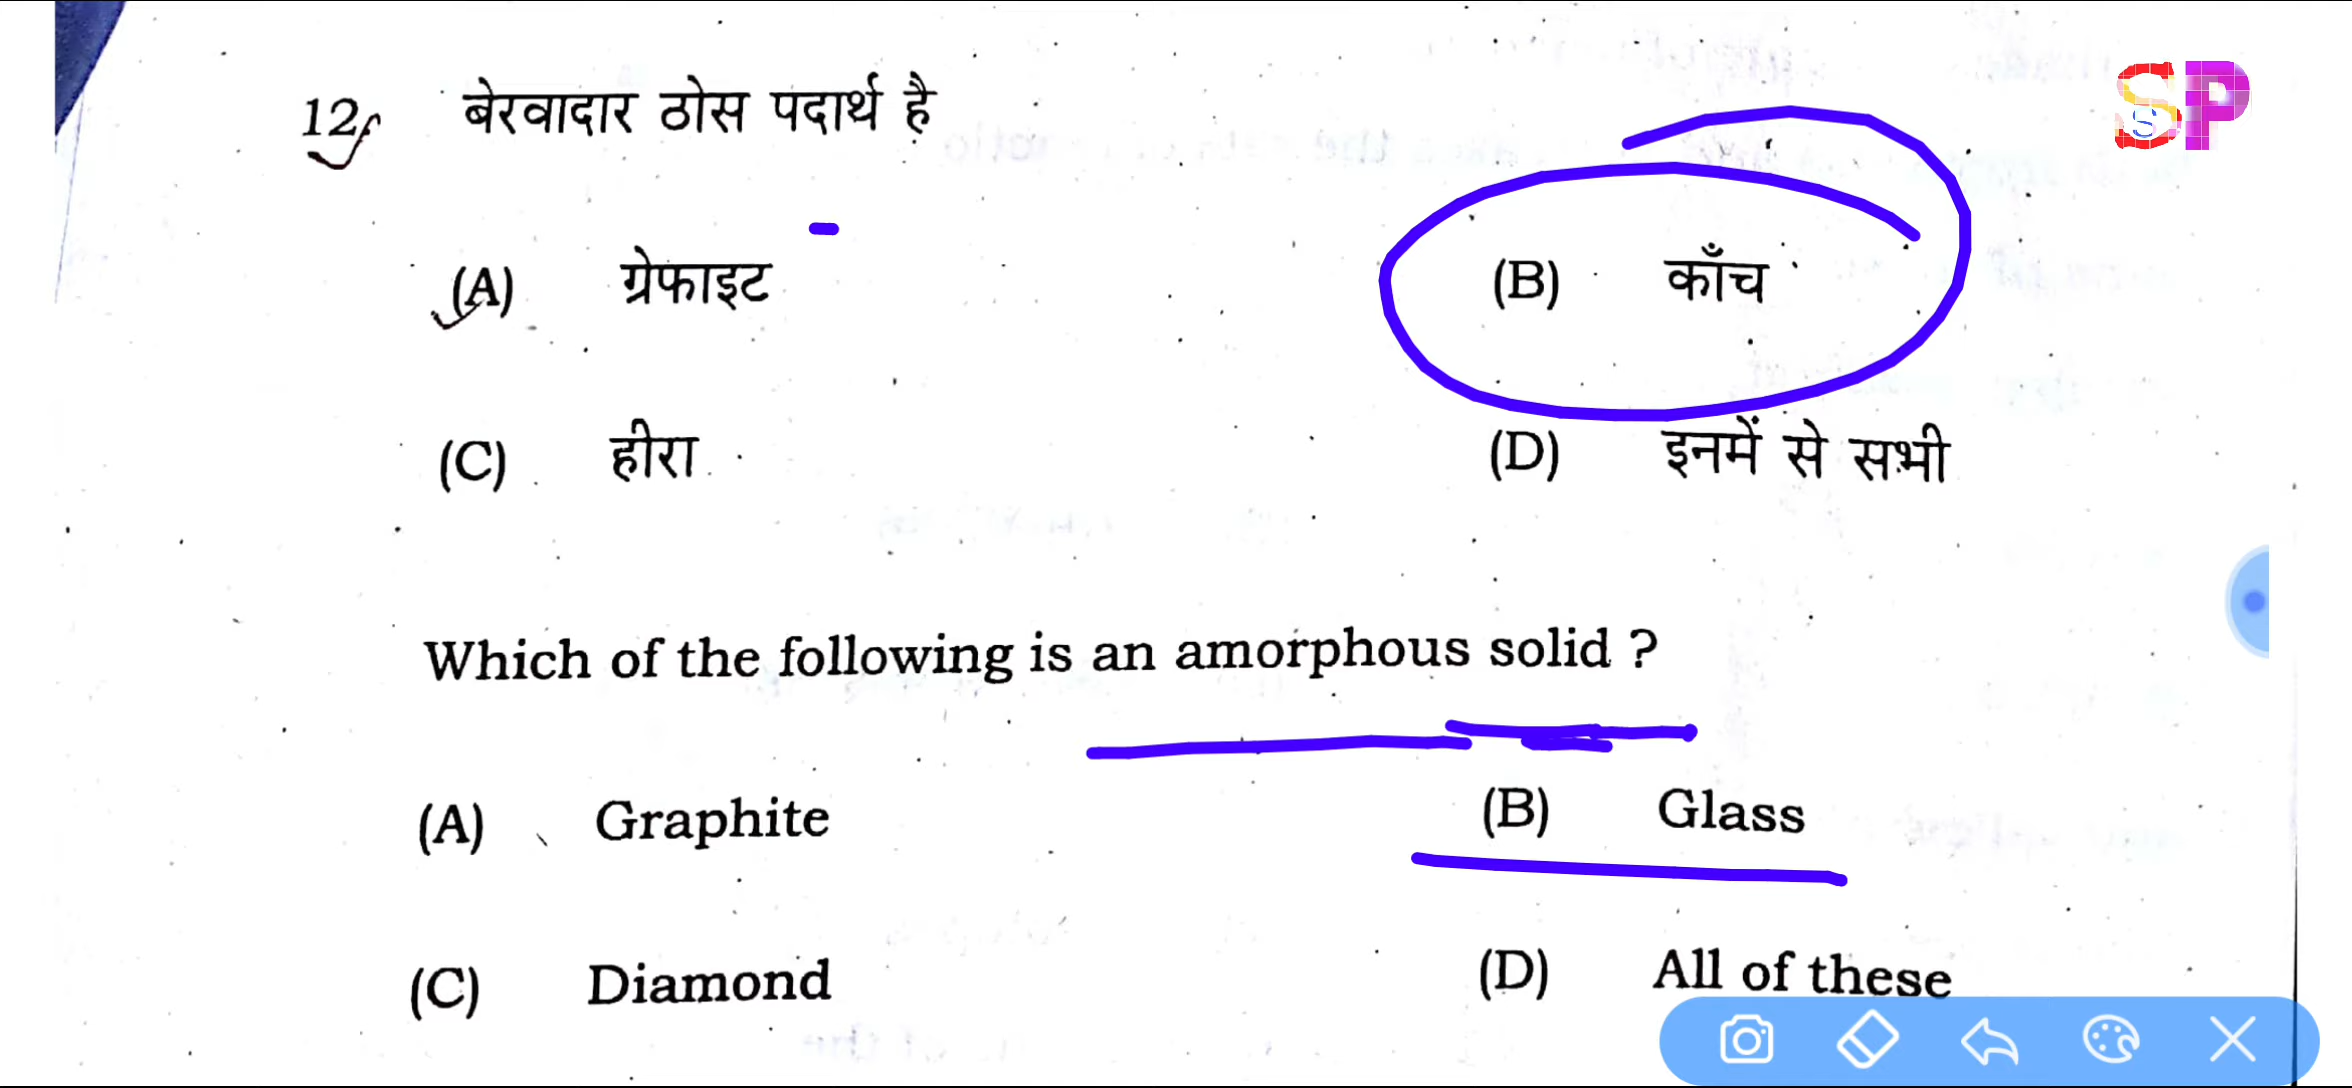 SP
S
12.
बेरवादार ठोस पदार्थ है
(A) ग्रेफाइट (B) काँच
(C) हीरा (D) इनमें से सभी
Which of the following is an amorphous solid ?
(A) Graphite (B) Glass
(C) Diamond (D) All of these